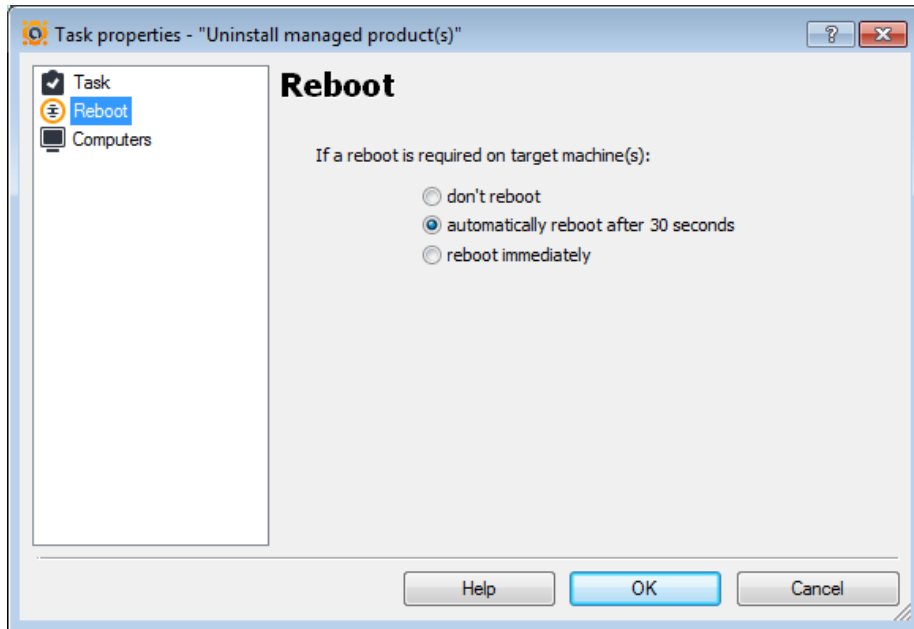 Task properties - "Uninstall managed product(s)"
Task
Reboot
Computers
Reboot
If a reboot is required on target machine(s):
don't reboot
automatically reboot after 30 seconds
reboot immediately
Help
OK
Cancel